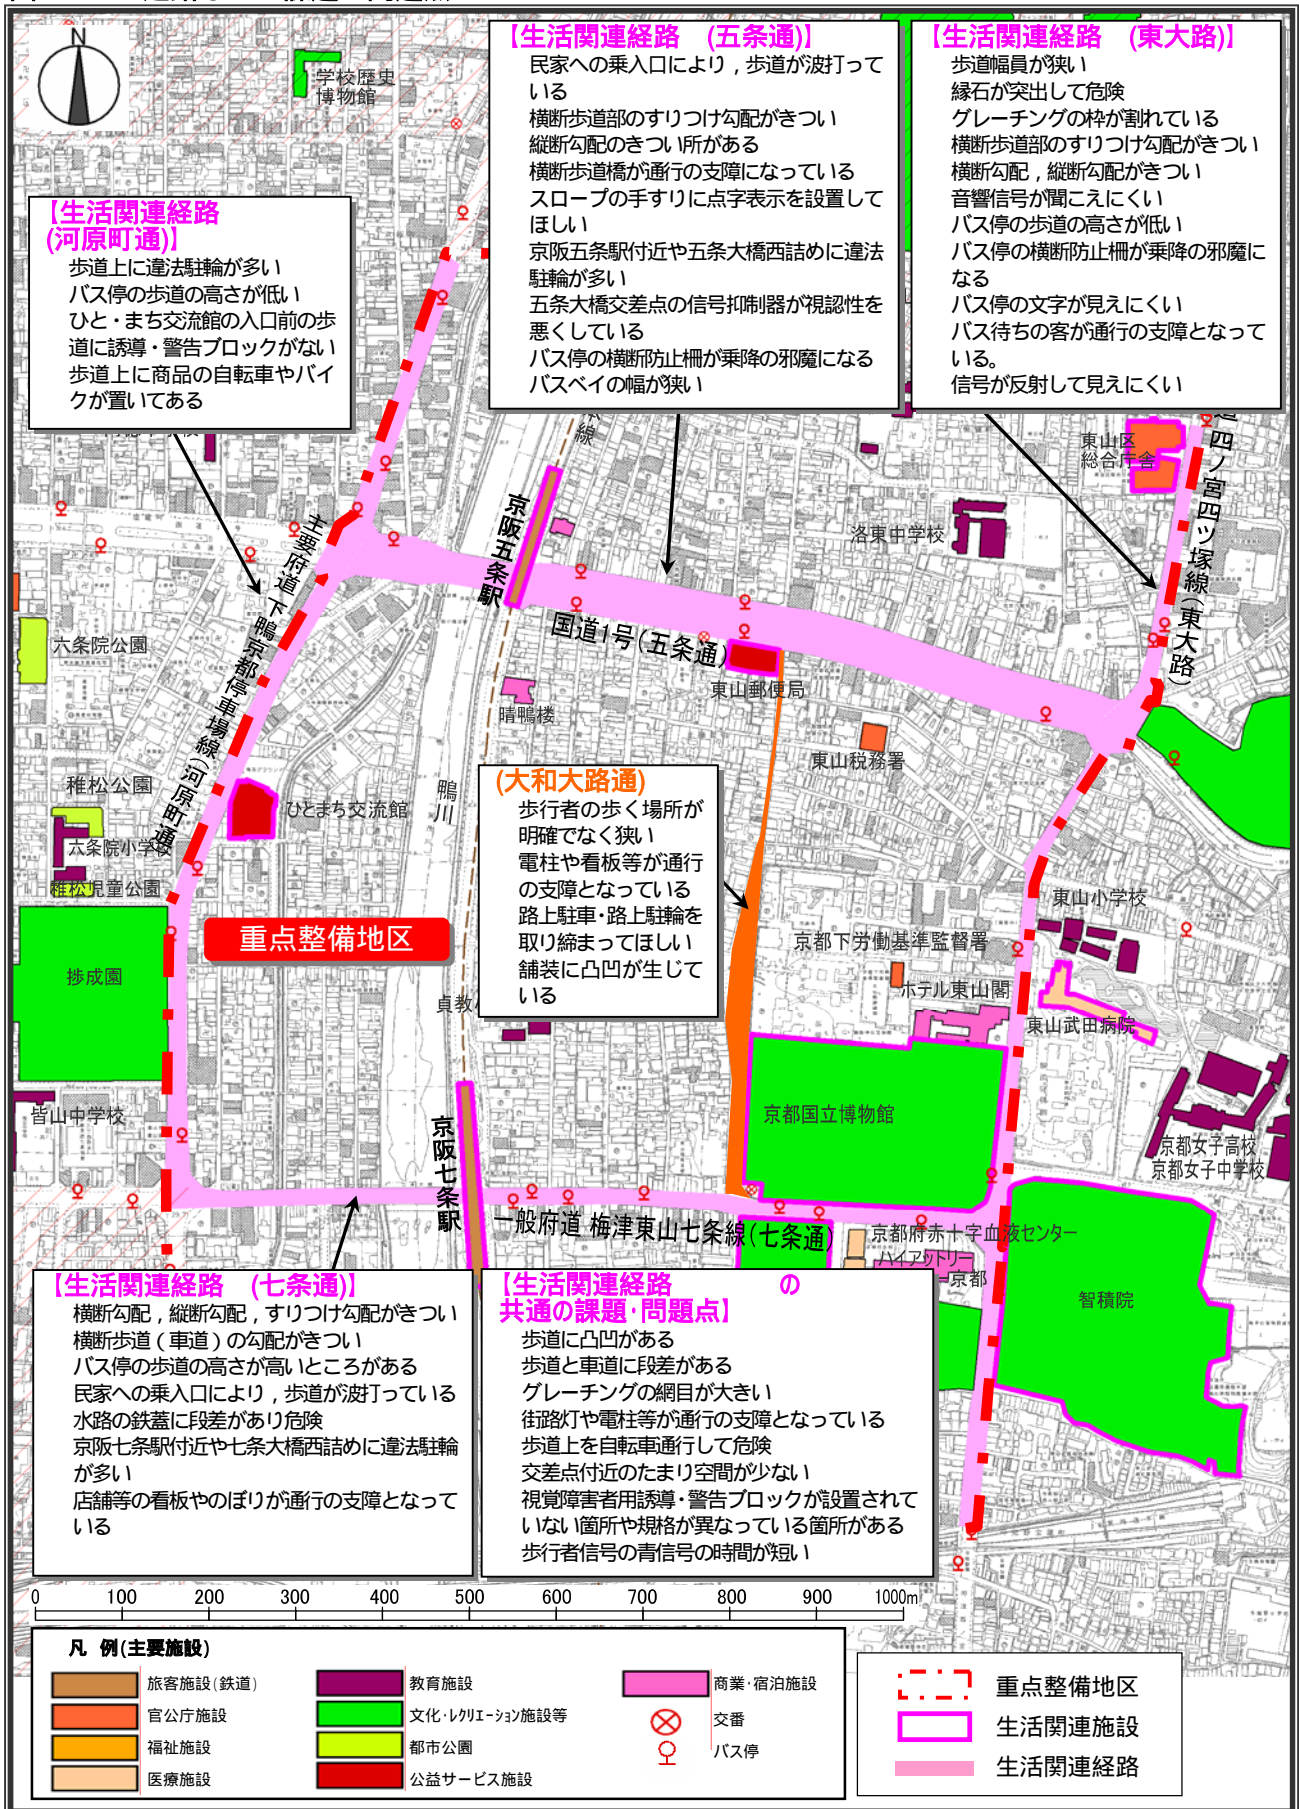 N
学校歴史
博物館
【生活関連経路 (五条通)】
民家への乗入口により，歩道が波打って
いる
横断歩道部のすりつけ勾配がきつい
縦断勾配のきつい所がある
横断歩道橋が通行の支障になっている
スロープの手すりに点字表示を設置して
ほしい
京阪五条駅付近や五条大橋西詰めに違法
駐輪が多い
五条大橋交差点の信号抑制器が視認性を
悪くしている
バス停の横断防止柵が乗降の邪魔になる
バスベイの幅が狭い
【生活関連経路 (東大路)】
歩道幅員が狭い
縁石が突出して危険
グレーチングの枠が割れている
横断歩道部のすりつけ勾配がきつい
横断勾配，縦断勾配がきつい
音響信号が聞こえにくい
バス停の歩道の高さが低い
バス停の横断防止柵が乗降の邪魔に
なる
バス停の文字が見えにくい
バス待ちの客が通行の支障となって
いる。
信号が反射して見えにくい
【生活関連経路
(河原町通)】
歩道上に違法駐輪が多い
バス停の歩道の高さが低い
ひと・まち交流館の入口前の歩
道に誘導・警告ブロックがない
歩道上に商品の自転車やバイ
クが置いてある
線
東山区
総合庁舎
四ノ宮四ツ塚線(東大路)
洛東中学校
京阪五条駅
主要府道 下鴨京都停車場線(河原町通
国道1号(五条通)
六条院公園
東山郵便局
晴鴨楼
東山税務署
稚松公園
ひとまち交流館
鴨川
六条院小学校
稚松児童公園
(大和大路通)
歩行者の歩く場所が
明確でなく狭い
電柱や看板等が通行
の支障となっている
路上駐車・路上駐輪を
取り締まってほしい
舗装に凸凹が生じて
いる
重点整備地区
東山小学校
京都下労働基準監督署
渉成園
ホテル東山閣
貞教
東山武田病院
京都国立博物館
皆山中学校
京都女子高校
京都女子中学校
京阪七条駅
一般府道 梅津東山七条線(七条通)
京都府赤十字血液センター
ハイアットリー
京都
智積院
【生活関連経路 (七条通)】
横断勾配，縦断勾配，すりつけ勾配がきつい
横断歩道（車道）の勾配がきつい
バス停の歩道の高さが高いところがある
民家への乗入口により，歩道が波打っている
水路の鉄蓋に段差があり危険
京阪七条駅付近や七条大橋西詰めに違法駐輪
が多い
店舗等の看板やのぼりが通行の支障となって
いる
【生活関連経路 の
共通の課題・問題点】
歩道に凸凹がある
歩道と車道に段差がある
グレーチングの網目が大きい
街路灯や電柱等が通行の支障となっている
歩道上を自転車通行して危険
交差点付近のたまり空間が少ない
視覚障害者用誘導・警告ブロックが設置されて
いない箇所や規格が異なっている箇所がある
歩行者信号の青信号の時間が短い
0 100 200 300 400 500 600 700 800 900 1000m
凡 例(主要施設)
旅客施設(鉄道)
官公庁施設
福祉施設
医療施設
教育施設
文化・レクリエーション施設等
都市公園
公益サービス施設
商業・宿泊施設
交番
バス停
重点整備地区
生活関連施設
生活関連経路